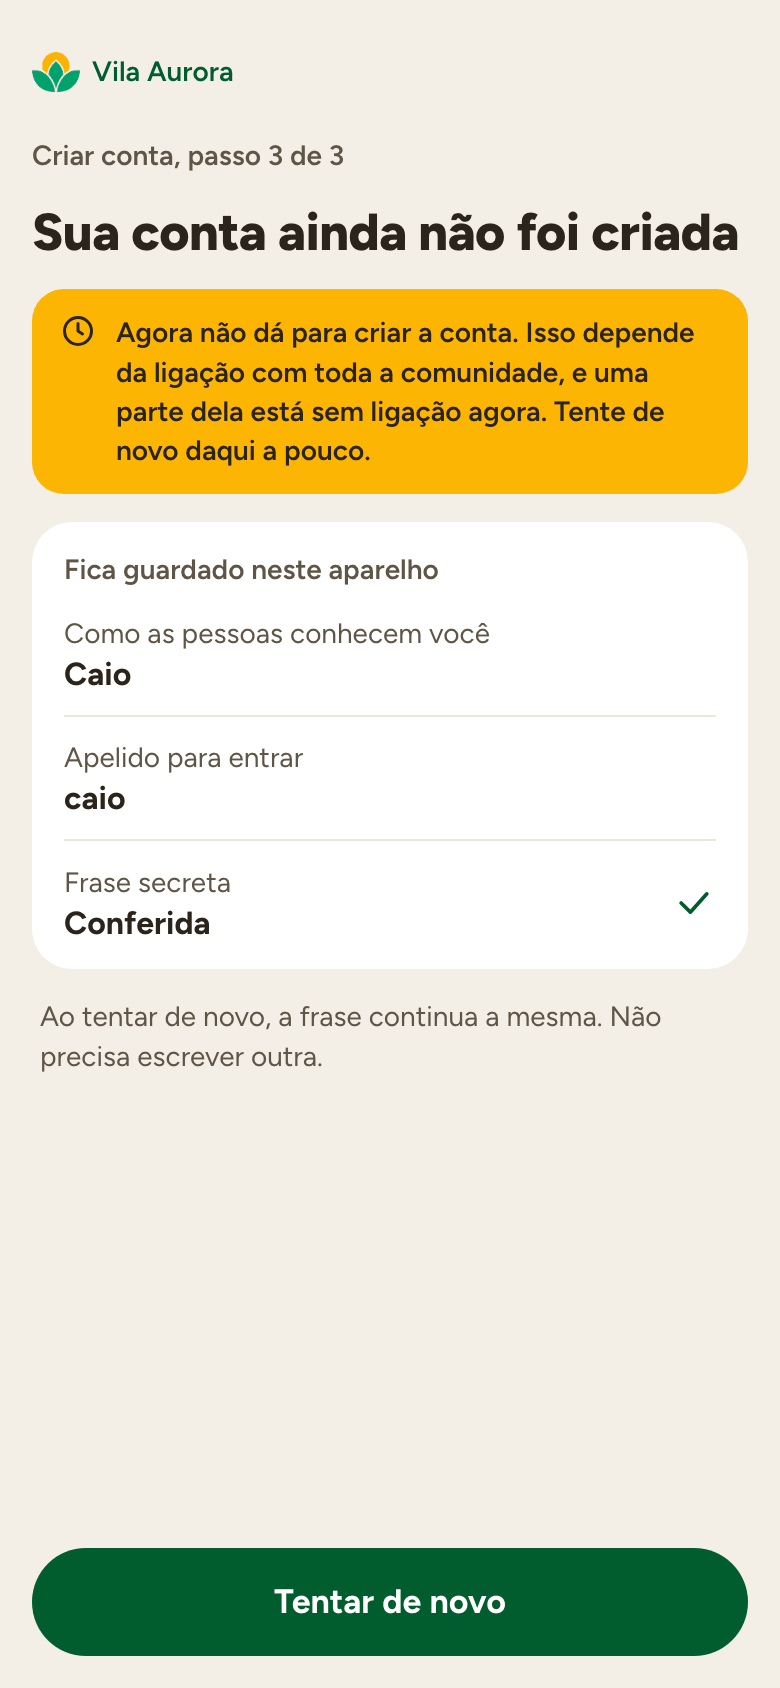 Vila Aurora
Criar conta, passo 3 de 3
Sua conta ainda não foi criada
Agora não dá para criar a conta. Isso depende
da ligação com toda a comunidade, e uma
parte dela está sem ligação agora. Tente de
novo daqui a pouco.
Fica guardado neste aparelho
Como as pessoas conhecem você
Caio
Apelido para entrar
caio
Frase secreta
Conferida
Ao tentar de novo, a frase continua a mesma. Não
precisa escrever outra.
Tentar de novo